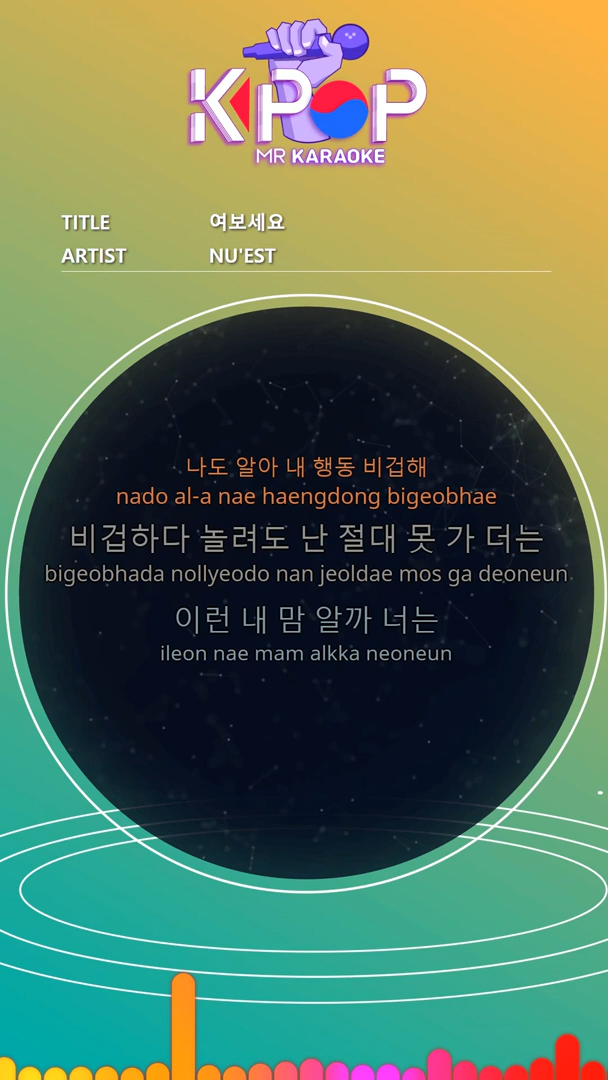 KPOP
MR KARAOKE
TITLE 여보세요
ARTIST NU'EST
나도 알아 내 행동 비겁해
nado al-a nae haengdong bigeobhae
비겁하다 놀려도 난 절대 못 가 더는
bigeobhada nollyeodo nan jeoldae mos ga deoneun
이런 내 맘 알까 너는
ileon nae mam alkka neoneun